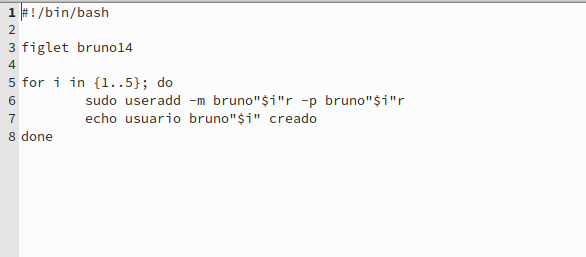 1 #!/bin/bash
2
3 figlet bruno14
4
5 for i in {1..5}; do
6 sudo useradd -m bruno"$i"r -p bruno"$i"r
7 echo usuario bruno"$i" creado
8 done